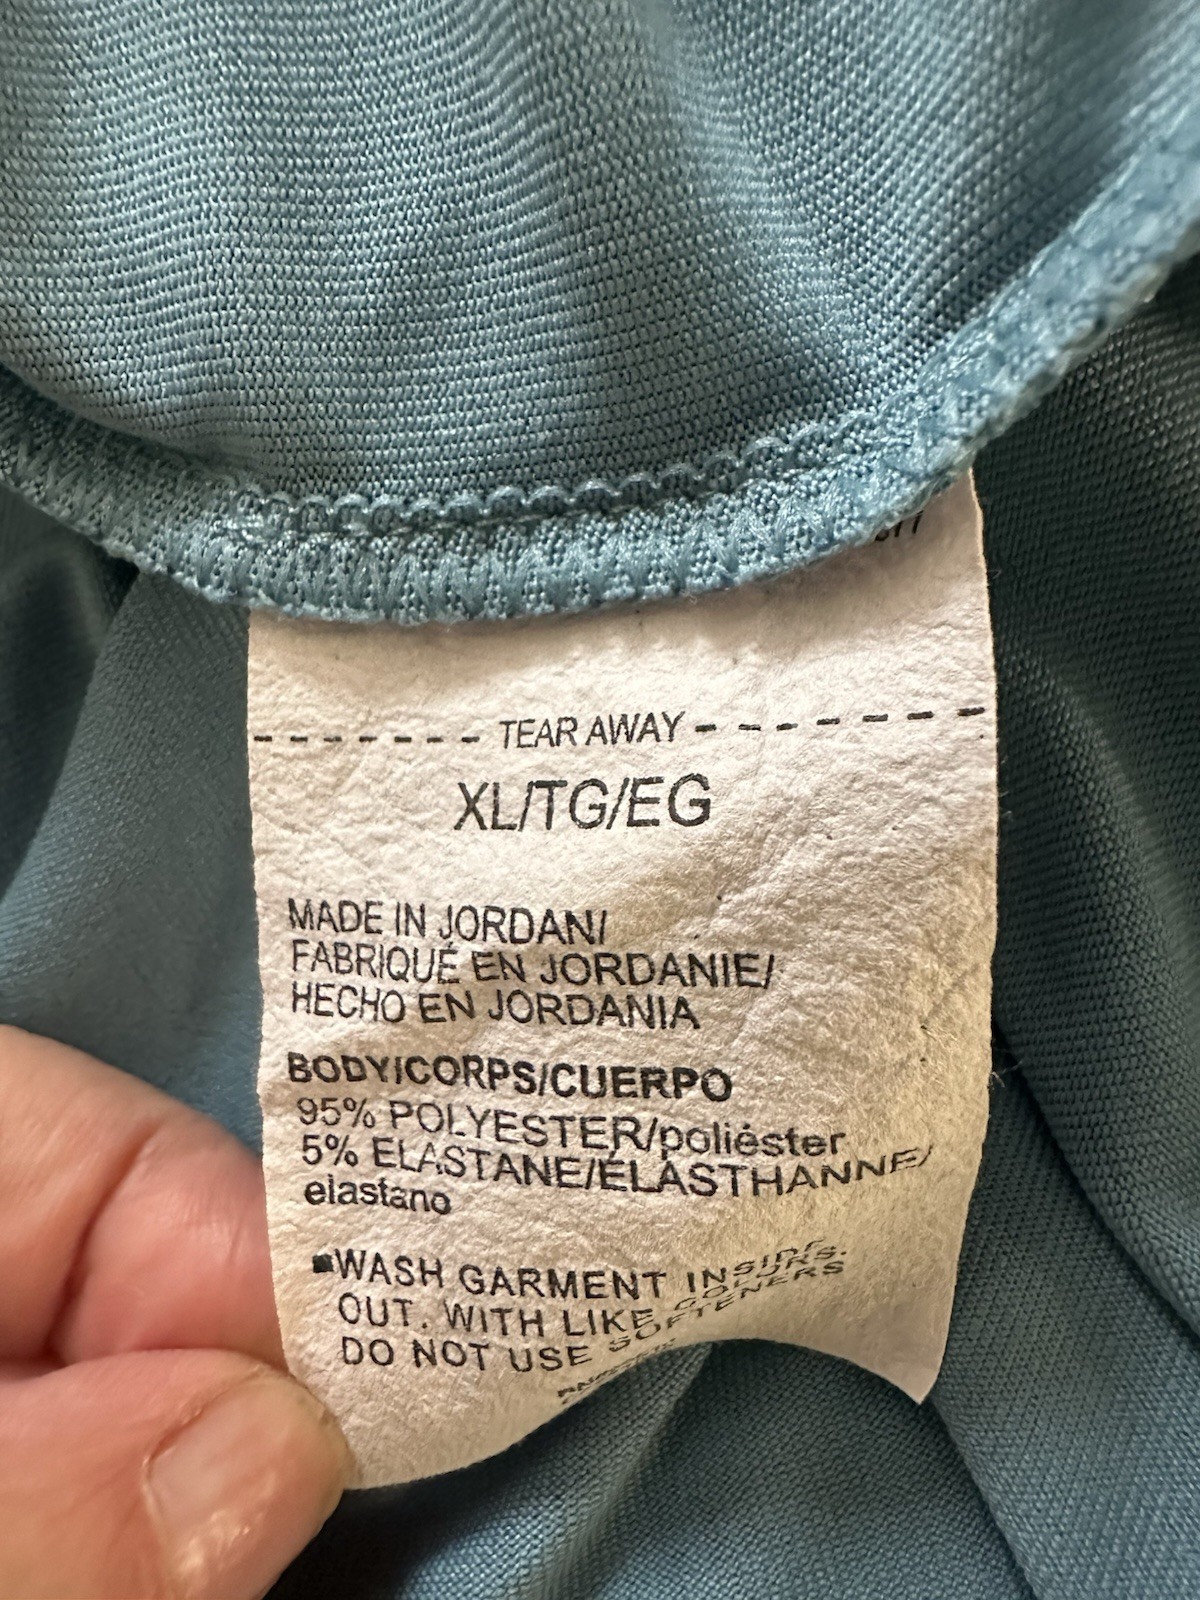 TEAR AWAY
XL/TG/EG
MADE IN JORDAN/
FABRIQUÉ EN JORDANIE/
HECHO EN JORDANIA
BODY/CORPS/CUERPO
95% POLYESTER/poliéster
5% ELASTANE/ÉLASTHANNE/
elastano
▪WASH GARMENT INSIDE
OUT. WITH LIKE COLOURS.
DO NOT USE SOFTENERS